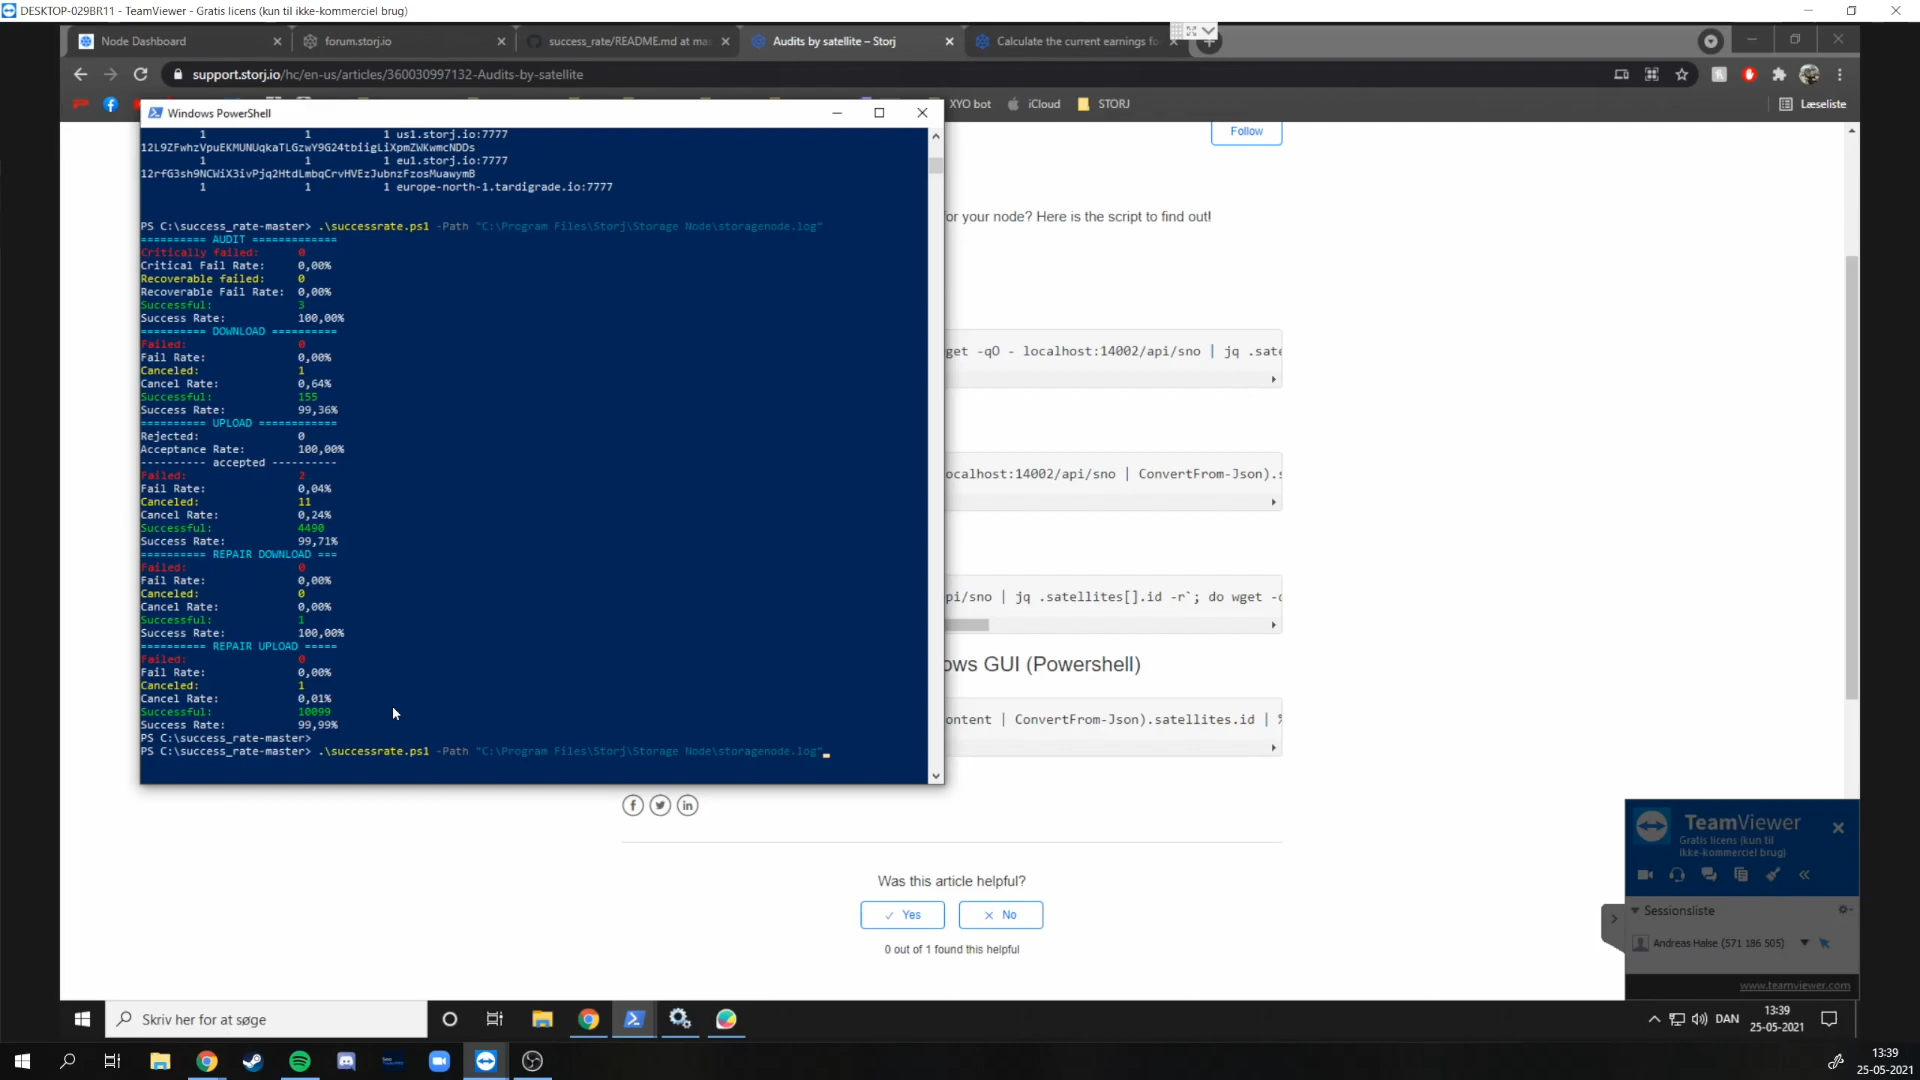 DESKTOP-029BR11 - TeamViewer - Gratis licens (kun til ikke-kommerciel brug)
Node Dashboard
forum.storj.io
success_rate/README.md at mas
Audits by satellite – Storj
Calculate the current earnings fo
support.storj.io/hc/en-us/articles/360030997132-Audits-by-satellite
XYO bot
iCloud
STORJ
Læseliste
Windows PowerShell
1 1 1 us1.storj.io:7777
12L9ZFwhzVpuEKMUNUqkaTLGzwY9G24tbiigLiXpmZWKwmcNDDs
1 1 1 eu1.storj.io:7777
12rfG3sh9NCWiX3ivPjq2HtdLmbqCrvHVEzJubnzFzosMuawymB
1 1 1 europe-north-1.tardigrade.io:7777
PS C:\success_rate-master> .\successrate.ps1 -Path "C:\Program Files\Storj\Storage Node\storagenode.log"
========== AUDIT =============
Critically failed: 0
Critical Fail Rate: 0,00%
Recoverable failed: 0
Recoverable Fail Rate: 0,00%
Successful: 3
Success Rate: 100,00%
========== DOWNLOAD ==========
Failed: 0
Fail Rate: 0,00%
Canceled: 1
Cancel Rate: 0,64%
Successful: 155
Success Rate: 99,36%
========== UPLOAD ============
Rejected: 0
Acceptance Rate: 100,00%
---------- accepted ----------
Failed: 2
Fail Rate: 0,04%
Canceled: 11
Cancel Rate: 0,24%
Successful: 4490
Success Rate: 99,71%
========== REPAIR DOWNLOAD ===
Failed: 0
Fail Rate: 0,00%
Canceled: 0
Cancel Rate: 0,00%
Successful: 1
Success Rate: 100,00%
========== REPAIR UPLOAD =====
Failed: 0
Fail Rate: 0,00%
Canceled: 1
Cancel Rate: 0,01%
Successful: 10099
Success Rate: 99,99%
PS C:\success_rate-master>
PS C:\success_rate-master> .\successrate.ps1 -Path "C:\Program Files\Storj\Storage Node\storagenode.log"
Follow
or your node? Here is the script to find out!
get -qO - localhost:14002/api/sno | jq .sate
ocalhost:14002/api/sno | ConvertFrom-Json).s
pi/sno | jq .satellites[].id -r`; do wget -q
ows GUI (Powershell)
ontent | ConvertFrom-Json).satellites.id | %
Was this article helpful?
Yes
No
0 out of 1 found this helpful
TeamViewer
Gratis licens (kun til
ikke-kommerciel brug)
Sessionsliste
Andreas Halse (571 186 505)
www.teamviewer.com
Skriv her for at søge
DAN
13:39
25-05-2021
13:39
25-05-2021